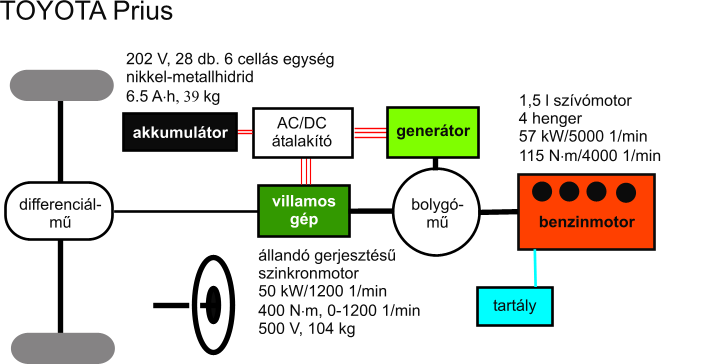 TOYOTA Prius
202 V, 28 db. 6 cellás egység
nikkel-metallhidrid
6.5 A·h, 39 kg
akkumulátor
AC/DC
átalakító
generátor
1,5 l szívómotor
4 henger
57 kW/5000 1/min
115 N·m/4000 1/min
differenciál-
mű
villamos
gép
bolygó-
mű
benzinmotor
állandó gerjesztésű
szinkronmotor
50 kW/1200 1/min
400 N·m, 0-1200 1/min
500 V, 104 kg
tartály